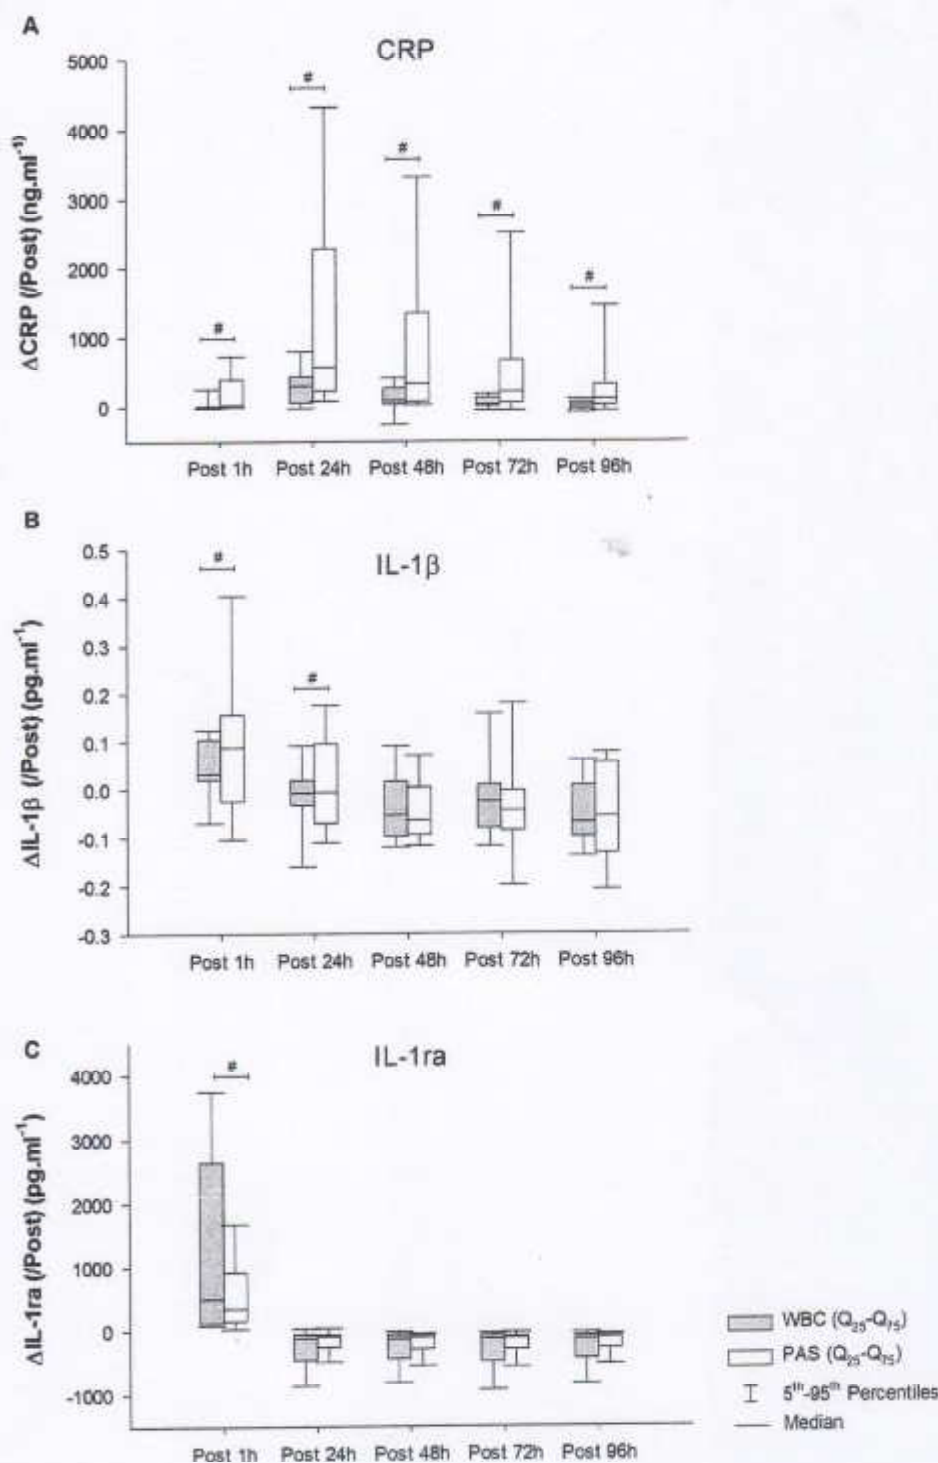 A
CRP
ΔCRP (/Post) (ng.ml⁻¹)
5000
4000
3000
2000
1000
0
#
#
#
#
#
Post 1h Post 24h Post 48h Post 72h Post 96h
B
IL-1β
ΔIL-1β (/Post) (pg.ml⁻¹)
0.5
0.4
0.3
0.2
0.1
0.0
-0.1
-0.2
-0.3
#
#
Post 1h Post 24h Post 48h Post 72h Post 96h
C
IL-1ra
ΔIL-1ra (/Post) (pg.ml⁻¹)
4000
3000
2000
1000
0
-1000
#
Post 1h Post 24h Post 48h Post 72h Post 96h
WBC (Q₂₅-Q₇₅)
PAS (Q₂₅-Q₇₅)
5ᵗʰ-95ᵗʰ Percentiles
Median